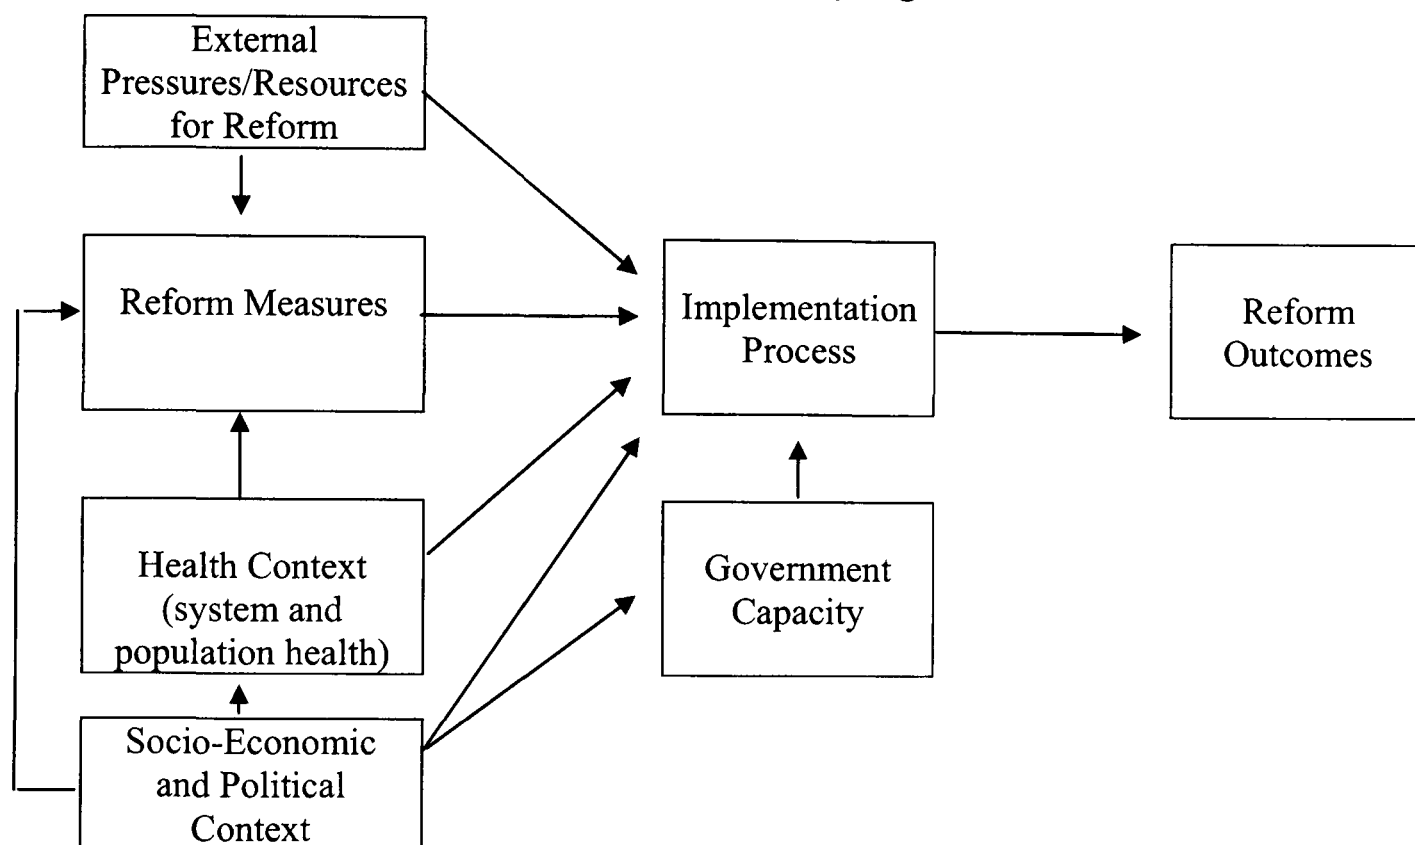 External
Pressures/Resources
for Reform
Reform Measures
Implementation
Process
Reform
Outcomes
Health Context
(system and
population health)
Government
Capacity
Socio-Economic
and Political
Context